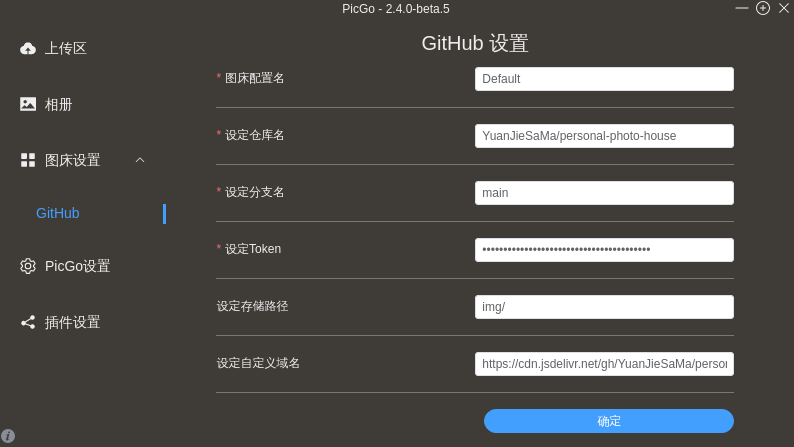 PicGo - 2.4.0-beta.5
上传区
相册
图床设置
GitHub
PicGo设置
插件设置
GitHub 设置
* 图床配置名
Default
* 设定仓库名
YuanJieSaMa/personal-photo-house
* 设定分支名
main
* 设定Token
••••••••••••••••••••••••••••••••••••••••
设定存储路径
img/
设定自定义域名
https://cdn.jsdelivr.net/gh/YuanJieSaMa/person
确定